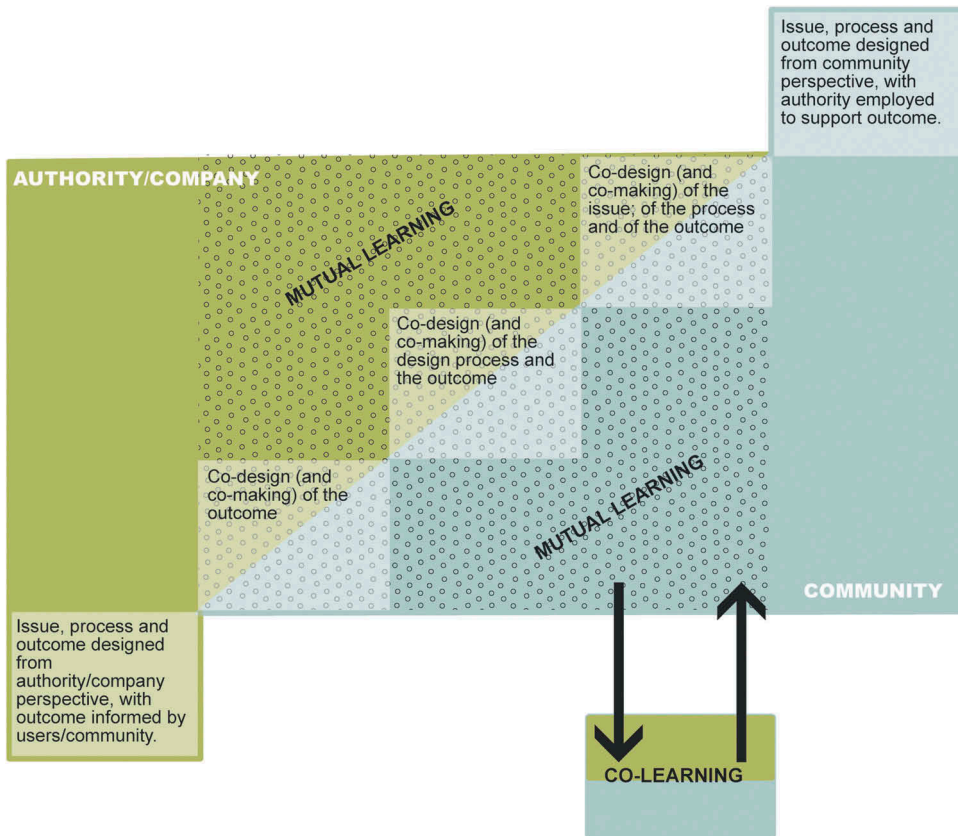 Issue, process and
outcome designed
from community
perspective, with
authority employed
to support outcome.
AUTHORITY/COMPANY
MUTUAL LEARNING
Co-design (and
co-making) of the
issue; of the process
and of the outcome
Co-design (and
co-making) of the
design process and
the outcome
Co-design (and
co-making) of the
outcome
MUTUAL LEARNING
COMMUNITY
Issue, process and
outcome designed
from
authority/company
perspective, with
outcome informed by
users/community.
CO-LEARNING